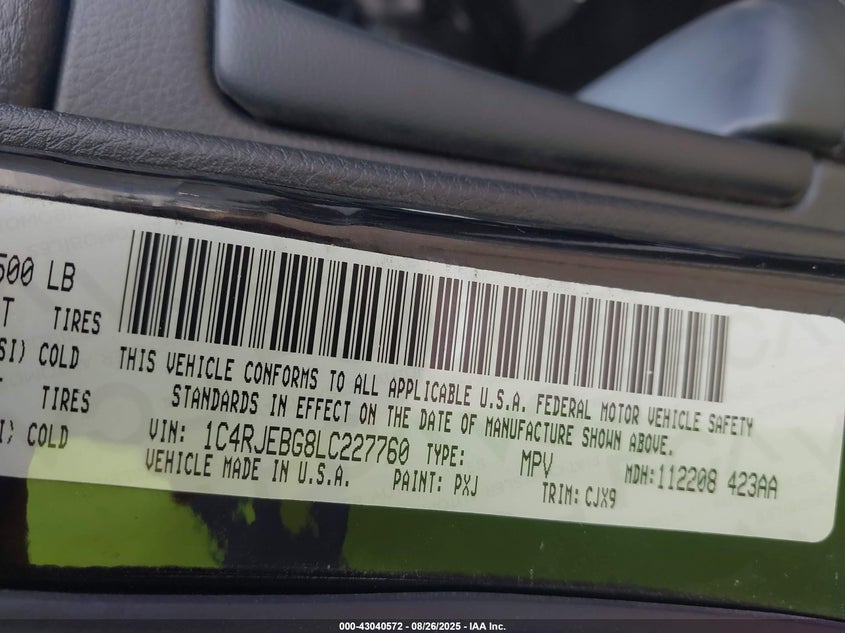 500 LB
TIRES
SI) COLD
TIRES
I) COLD
THIS VEHICLE CONFORMS TO ALL APPLICABLE U.S.A. FEDERAL MOTOR VEHICLE SAFETY
STANDARDS IN EFFECT ON THE DATE OF MANUFACTURE SHOWN ABOVE.
VIN: 1C4RJEBG8LC227760 TYPE: MPV MDH:112208 423AA
VEHICLE MADE IN U.S.A. PAINT: PXJ TRIM:CJX9
000-43040572 - 08/26/2025 - IAA Inc.